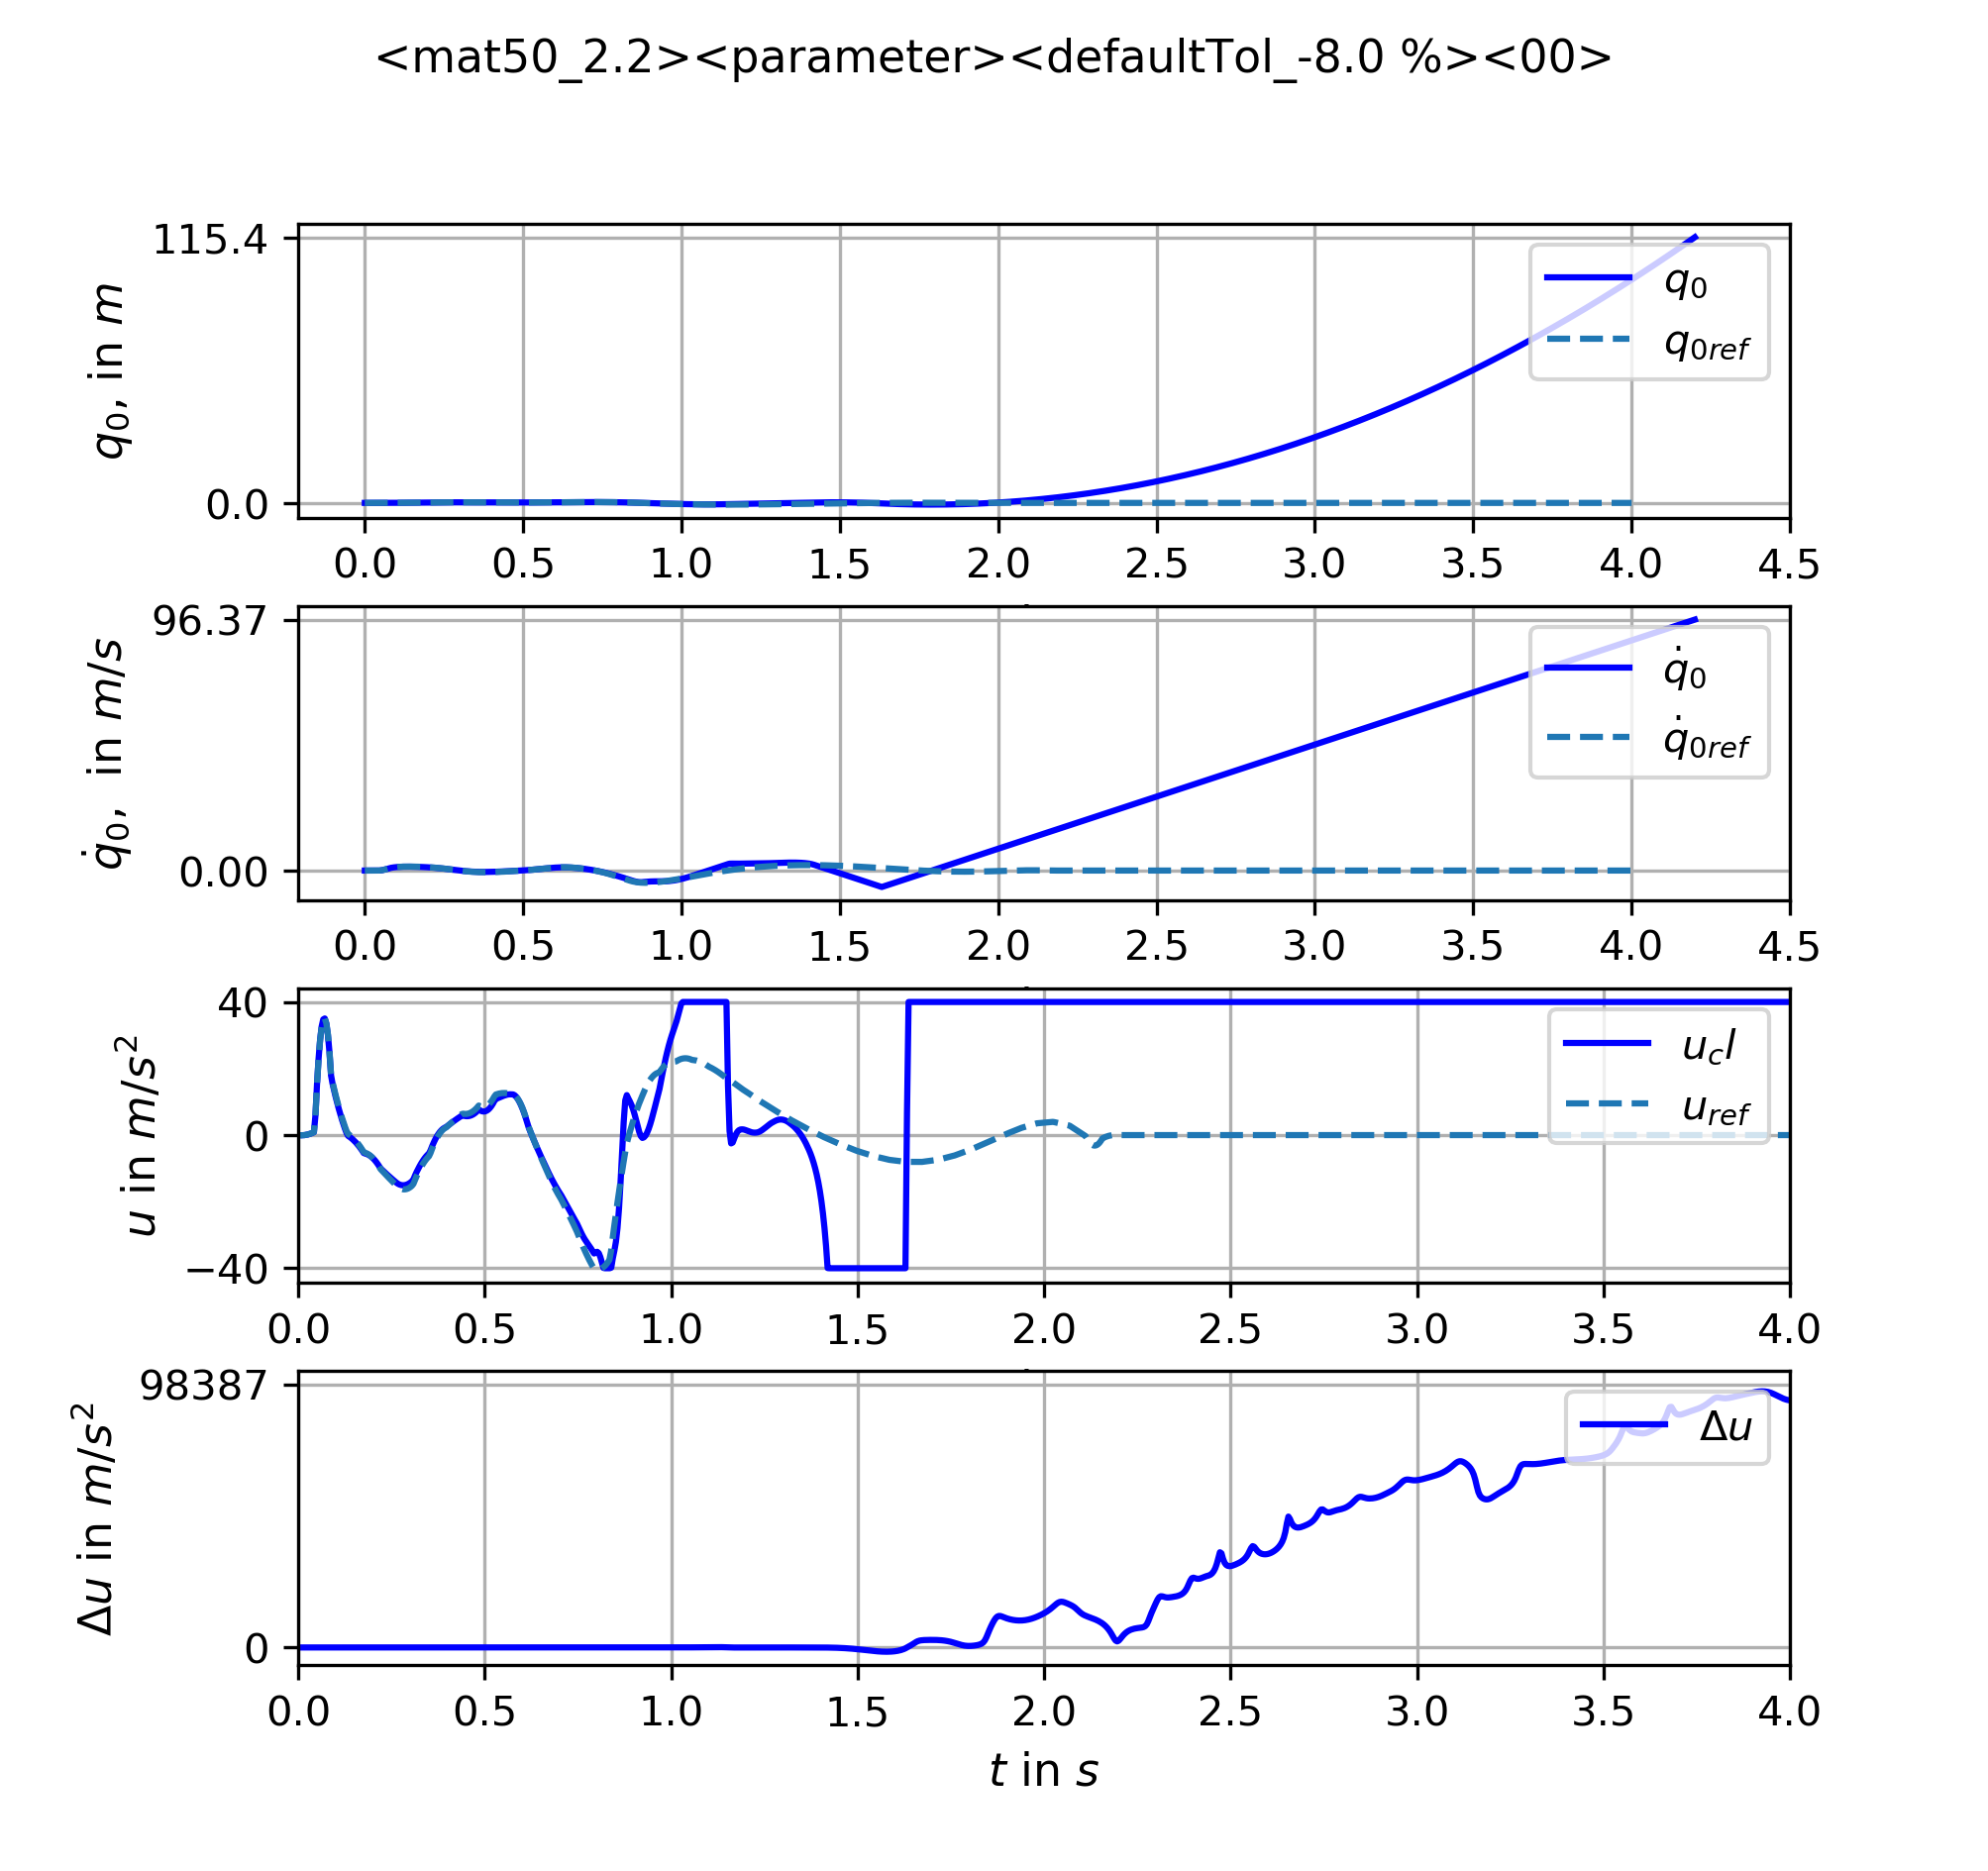 <mat50_2.2><parameter><defaultTol_-8.0 %><00>
115.4
0.0
q₀, in m
q₀
q₀ref
0.0 0.5 1.0 1.5 2.0 2.5 3.0 3.5 4.0 4.5
96.37
0.00
q̇₀, in m/s
q̇₀
q̇₀ref
0.0 0.5 1.0 1.5 2.0 2.5 3.0 3.5 4.0 4.5
40
0
−40
u in m/s²
u_cl
u_ref
0.0 0.5 1.0 1.5 2.0 2.5 3.0 3.5 4.0
98387
0
Δu in m/s²
Δu
0.0 0.5 1.0 1.5 2.0 2.5 3.0 3.5 4.0
t in s